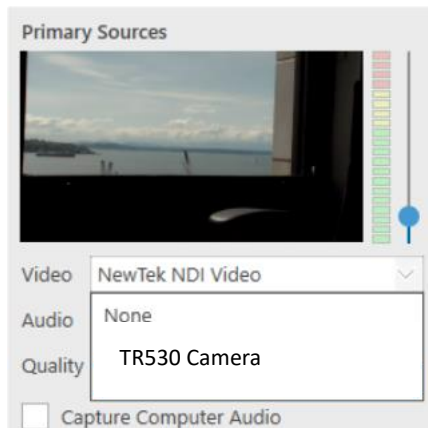 Primary Sources
Video NewTek NDI Video
Audio None
Quality TR530 Camera
Capture Computer Audio